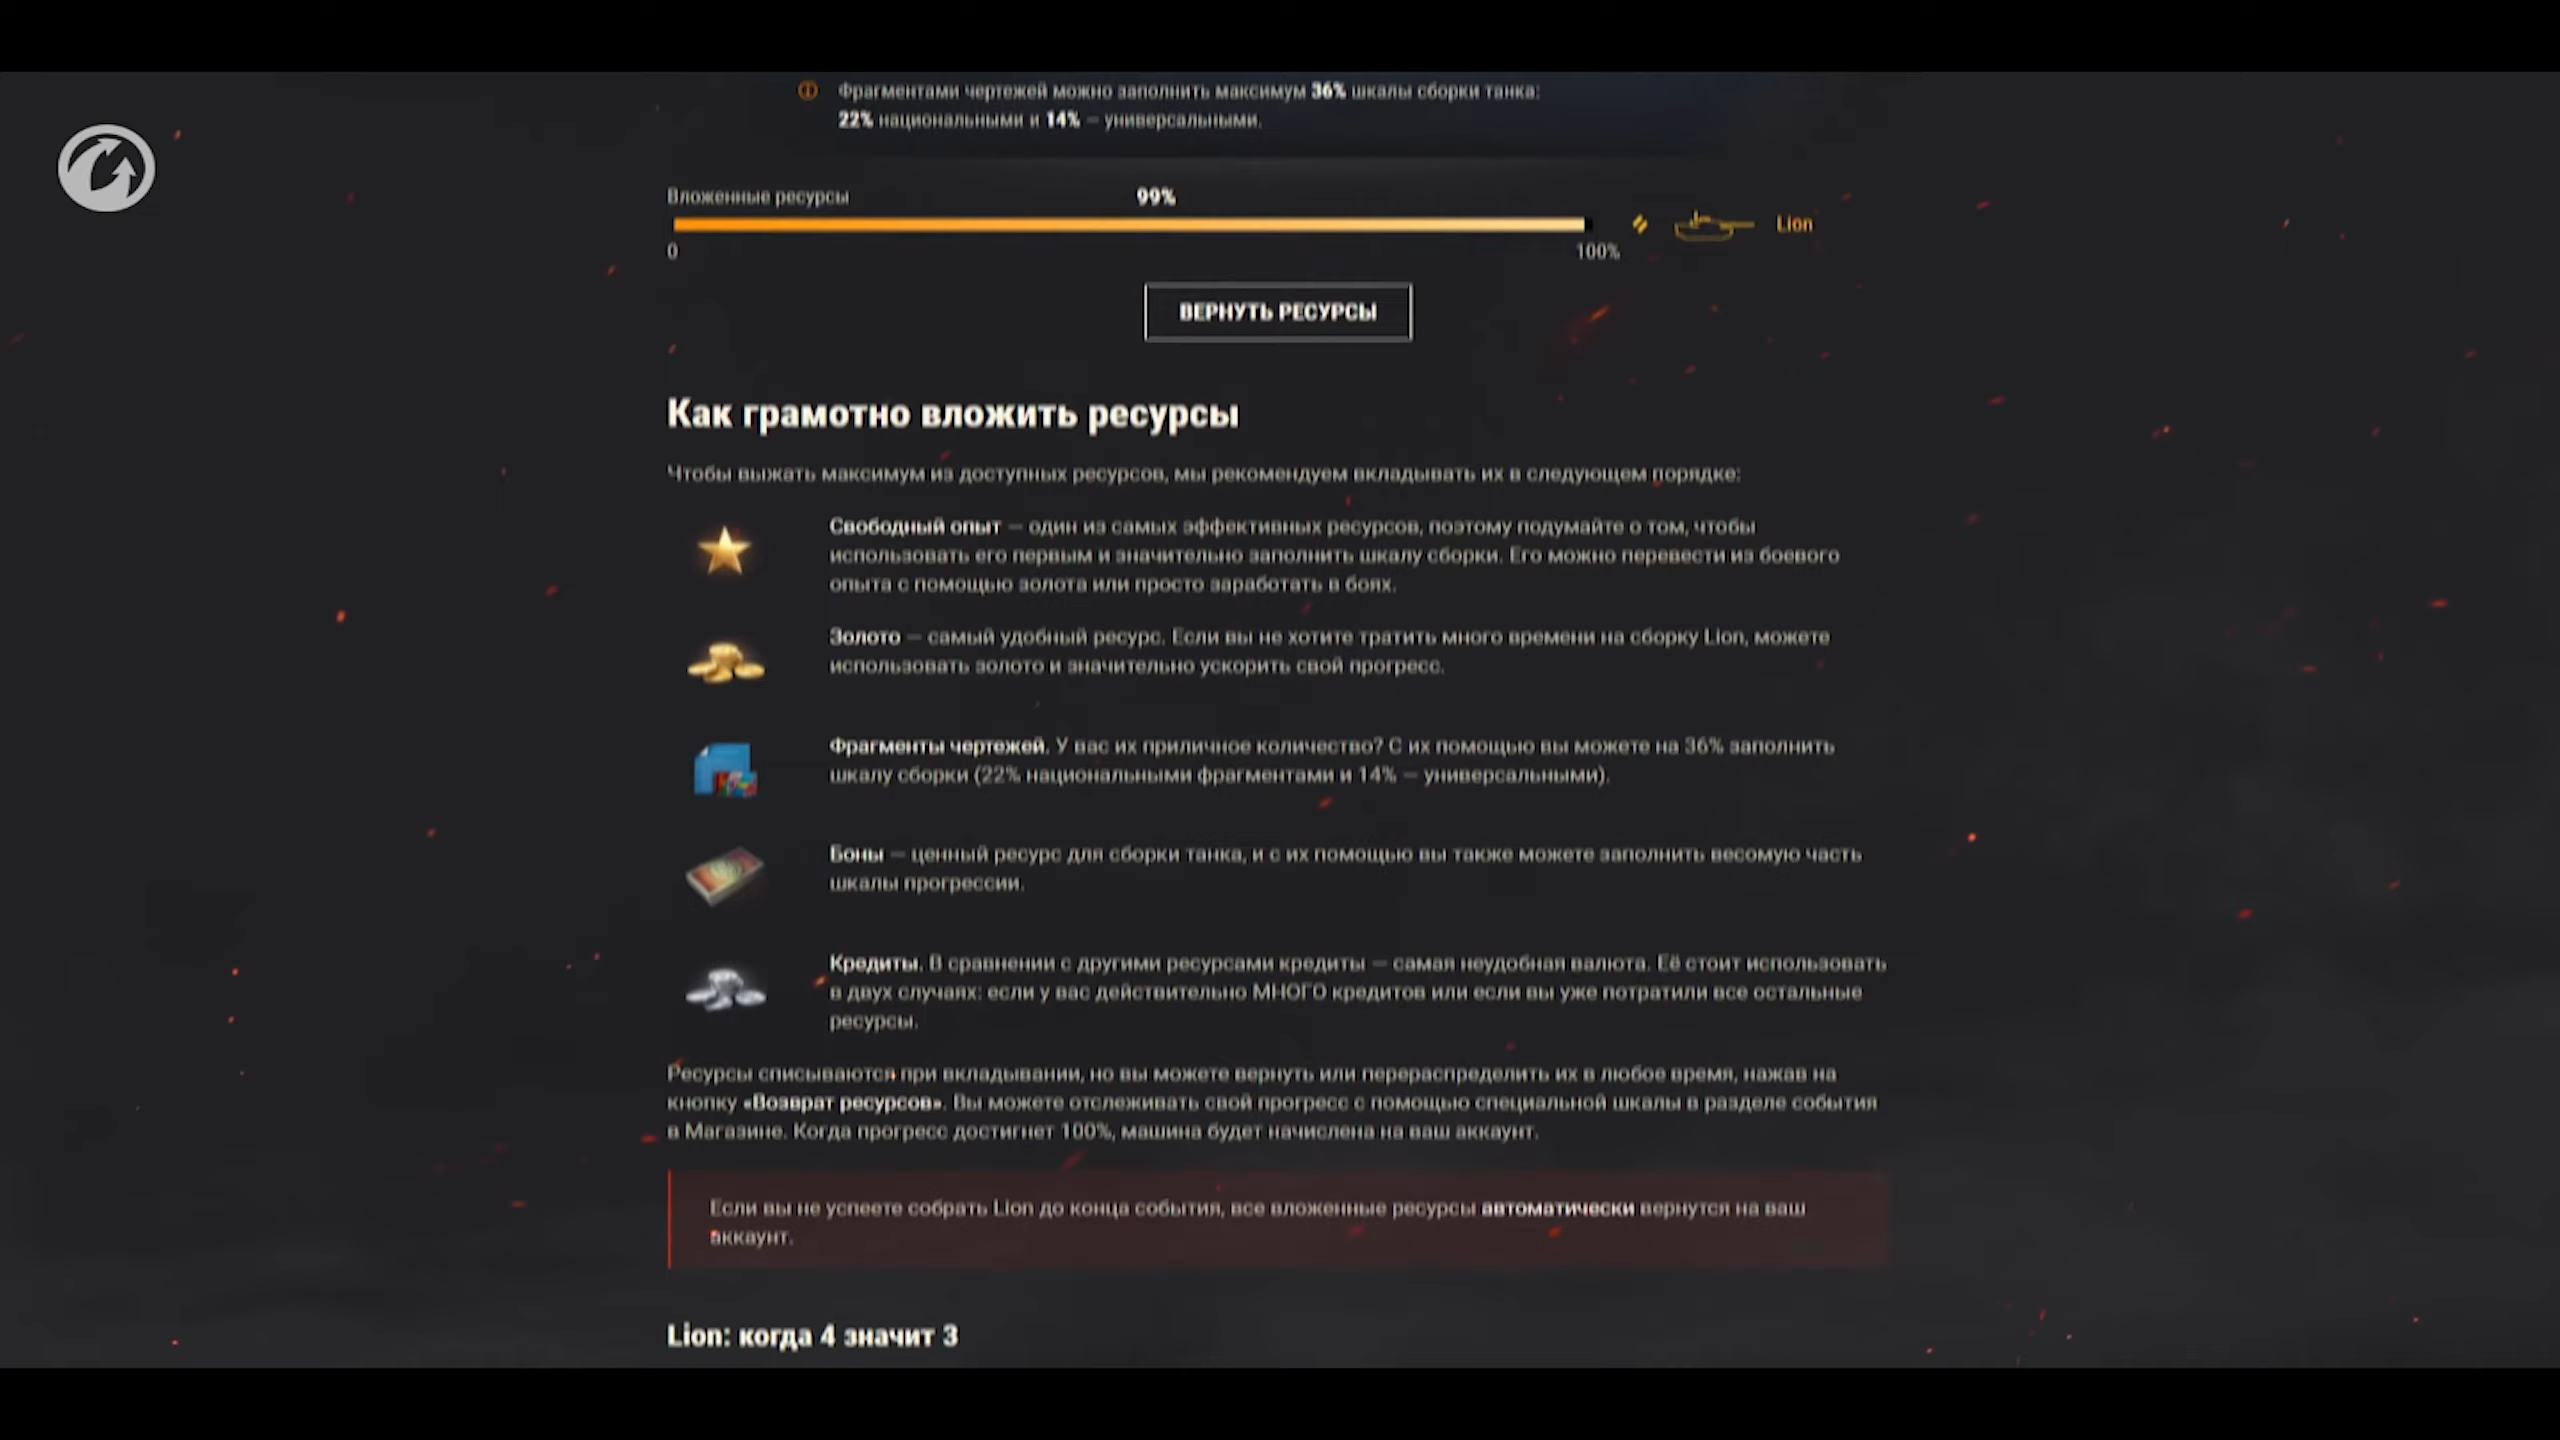 Фрагментами чертежей можно заполнить максимум 36% шкалы сборки танка:
22% национальными и 14% – универсальными.
Вложенные ресурсы 99%
Lion
0 100%
ВЕРНУТЬ РЕСУРСЫ
Как грамотно вложить ресурсы
Чтобы выжать максимум из доступных ресурсов, мы рекомендуем вкладывать их в следующем порядке:
Свободный опыт — один из самых эффективных ресурсов, поэтому подумайте о том, чтобы
использовать его первым и значительно заполнить шкалу сборки. Его можно перевести из боевого
опыта с помощью золота или просто заработать в боях.
Золото — самый удобный ресурс. Если вы не хотите тратить много времени на сборку Lion, можете
использовать золото и значительно ускорить свой прогресс.
Фрагменты чертежей. У вас их приличное количество? С их помощью вы можете на 36% заполнить
шкалу сборки (22% национальными фрагментами и 14% — универсальными).
Боны — ценный ресурс для сборки танка, и с их помощью вы также можете заполнить весомую часть
шкалы прогрессии.
Кредиты. В сравнении с другими ресурсами кредиты — самая неудобная валюта. Её стоит использовать
в двух случаях: если у вас действительно МНОГО кредитов или если вы уже потратили все остальные
ресурсы.
Ресурсы списываются при вкладывании, но вы можете вернуть или перераспределить их в любое время, нажав на
кнопку «Возврат ресурсов». Вы можете отслеживать свой прогресс с помощью специальной шкалы в разделе события
в Магазине. Когда прогресс достигнет 100%, машина будет начислена на ваш аккаунт.
Если вы не успеете собрать Lion до конца события, все вложенные ресурсы автоматически вернутся на ваш
аккаунт.
Lion: когда 4 значит 3